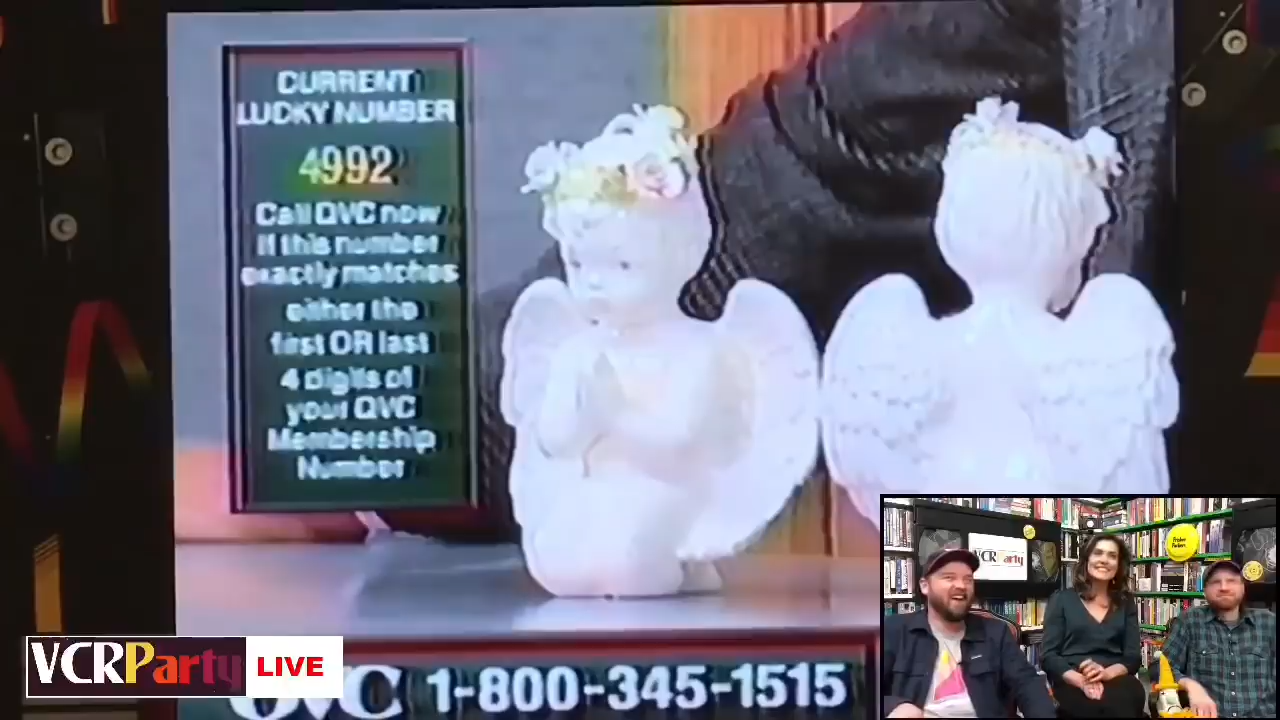 CURRENT
LUCKY NUMBER
4992
Call QVC now
if this number
exactly matches
either the
first OR last
4 digits of
your QVC
Membership
Number
VCRParty LIVE
QVC 1-800-345-1515
VCRParty